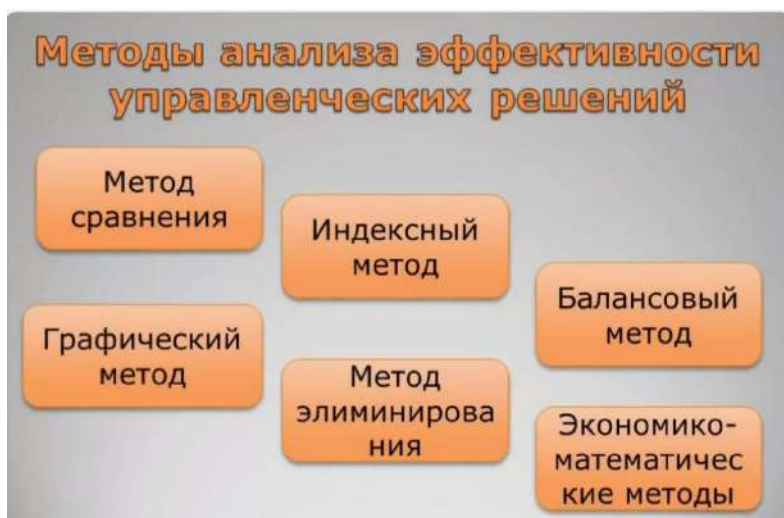 Методы анализа эффективности
управленческих решений
Метод
сравнения
Индексный
метод
Балансовый
метод
Графический
метод
Метод
элиминирова
ния
Экономико-
математичес
кие методы